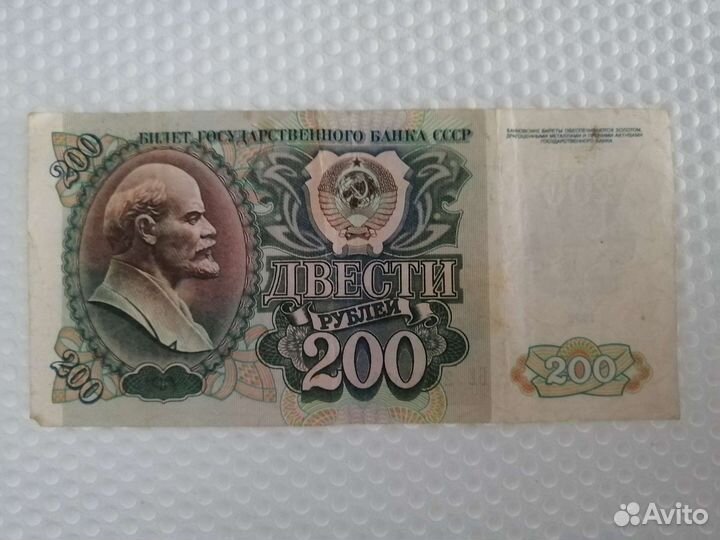 БИЛЕТ ГОСУДАРСТВЕННОГО БАНКА СССР
БАНКОВСКИЕ БИЛЕТЫ ОБЕСПЕЧИВАЮТСЯ ЗОЛОТОМ,
ДРАГОЦЕННЫМИ МЕТАЛЛАМИ И ПРОЧИМИ АКТИВАМИ
ГОСУДАРСТВЕННОГО БАНКА
200
ДВЕСТИ
РУБЛЕЙ
200
200
200
Avito